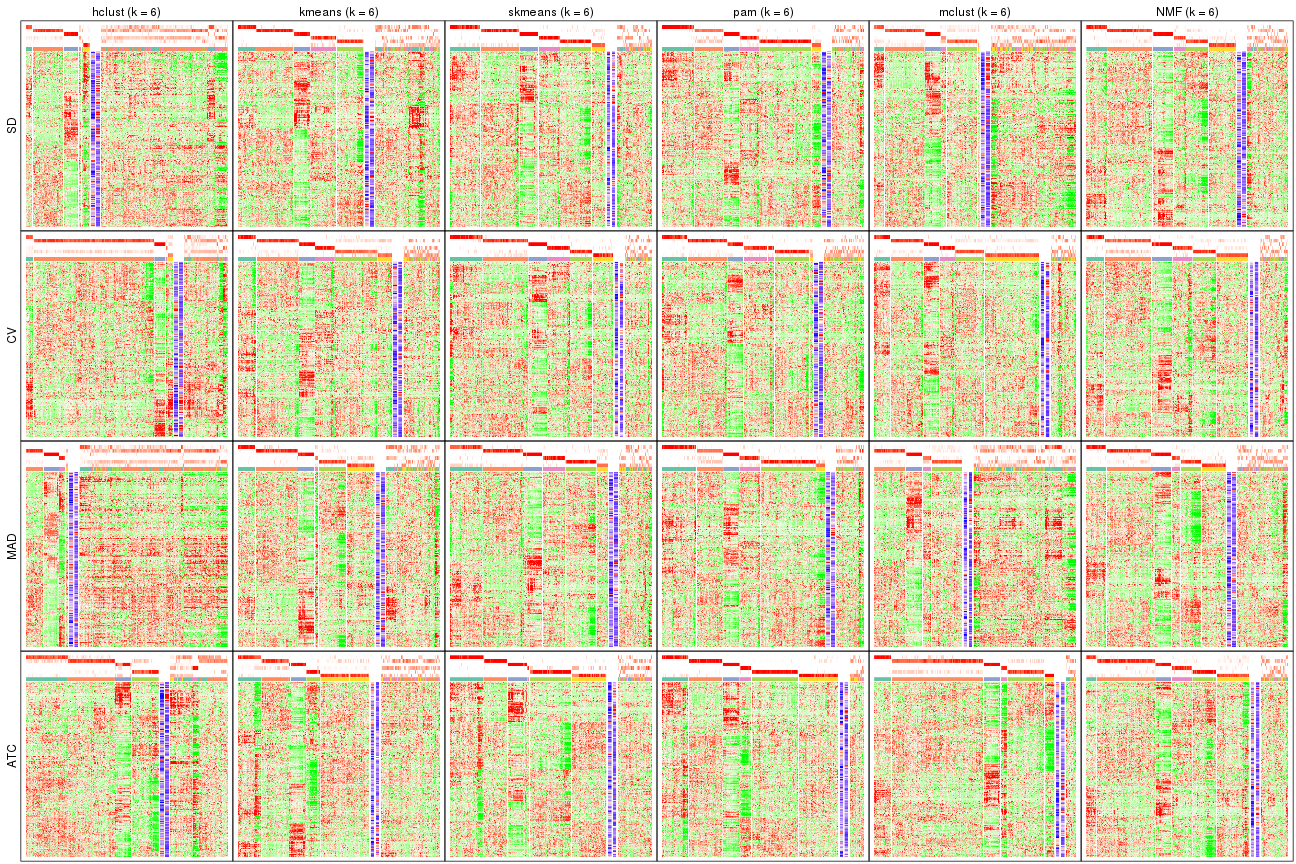 hclust (k = 6)
kmeans (k = 6)
skmeans (k = 6)
pam (k = 6)
mclust (k = 6)
NMF (k = 6)
SD
CV
MAD
ATC